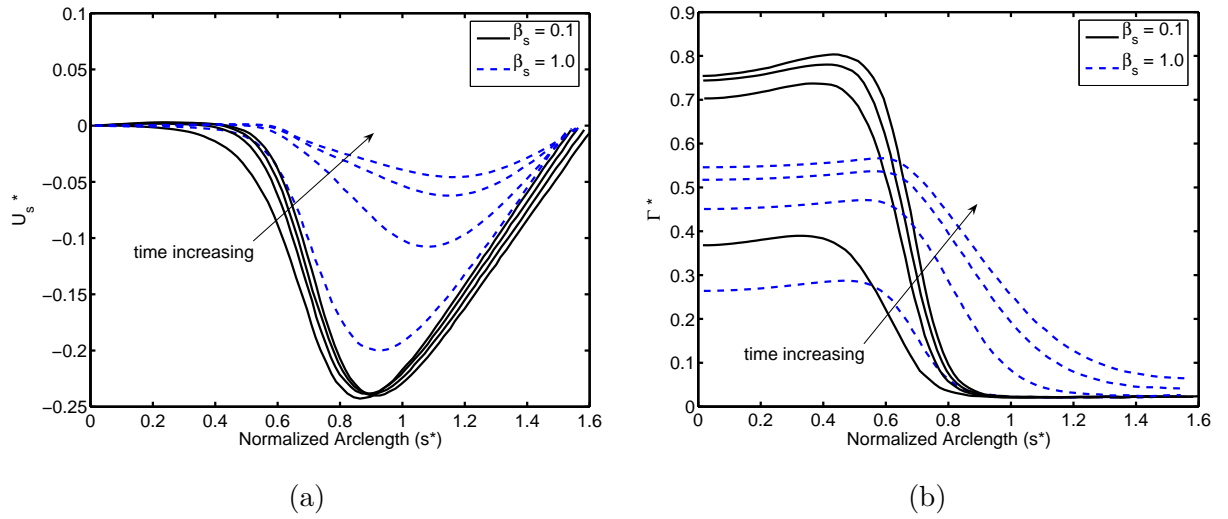 0.1
0.05
0
−0.05
−0.1
−0.15
−0.2
−0.25
U_s*
0 0.2 0.4 0.6 0.8 1 1.2 1.4 1.6
Normalized Arclength (s*)
β_s = 0.1
β_s = 1.0
time increasing
(a)
0.9
0.8
0.7
0.6
0.5
0.4
0.3
0.2
0.1
0
Γ*
0 0.2 0.4 0.6 0.8 1 1.2 1.4 1.6
Normalized Arclength (s*)
β_s = 0.1
β_s = 1.0
time increasing
(b)